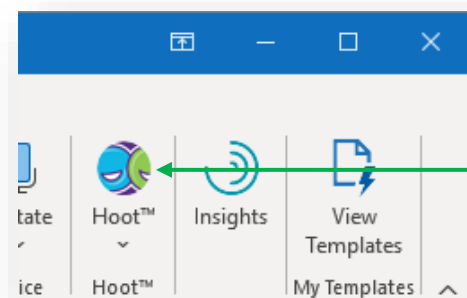 tate
Hoot™
Insights
View
Templates
ice
Hoot™
My Templates